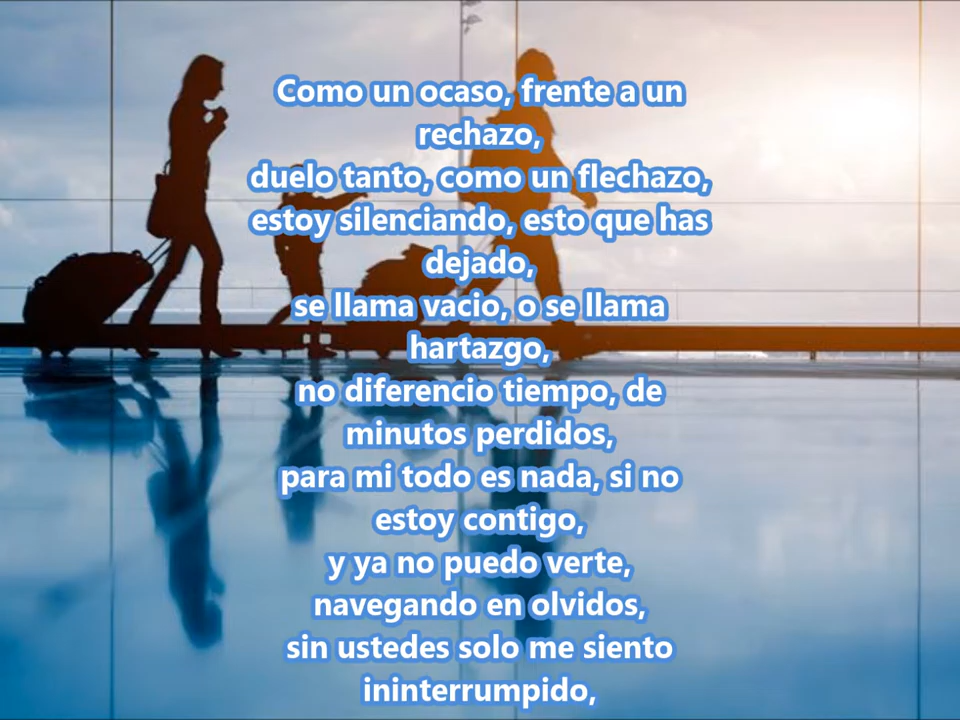 Como un ocaso, frente a un
rechazo,
duelo tanto, como un flechazo,
estoy silenciando, esto que has
dejado,
se llama vacio, o se llama
hartazgo,
no diferencio tiempo, de
minutos perdidos,
para mi todo es nada, si no
estoy contigo,
y ya no puedo verte,
navegando en olvidos,
sin ustedes solo me siento
ininterrumpido,